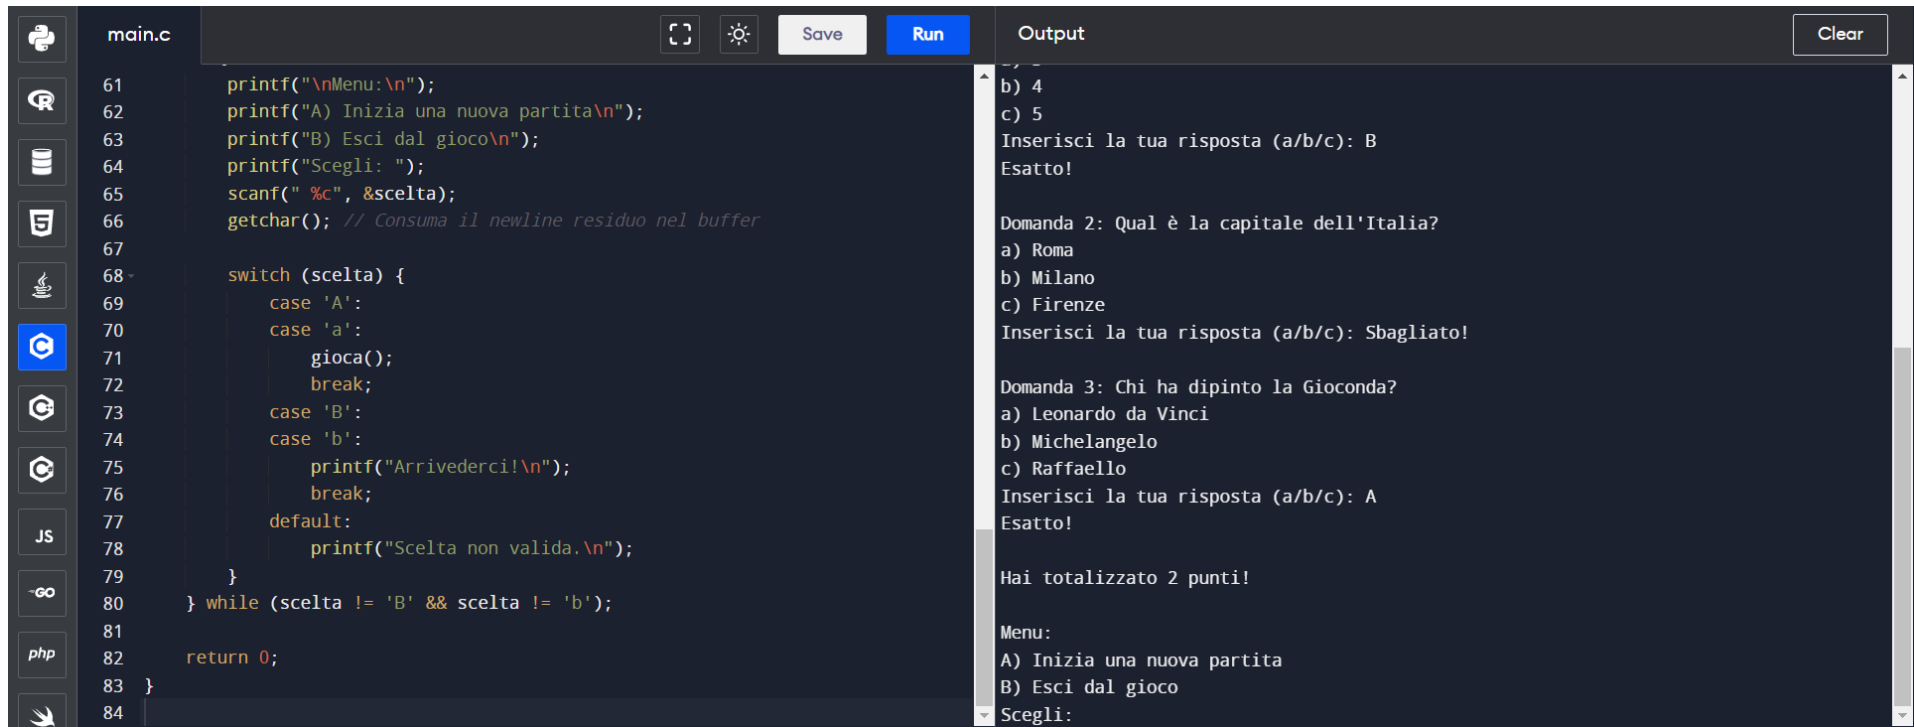 main.c
Save
Run
Output
Clear
61 printf("\nMenu:\n");
62 printf("A) Inizia una nuova partita\n");
63 printf("B) Esci dal gioco\n");
64 printf("Scegli: ");
65 scanf(" %c", &scelta);
66 getchar(); // Consuma il newline residuo nel buffer
67
68 switch (scelta) {
69 case 'A':
70 case 'a':
71 gioca();
72 break;
73 case 'B':
74 case 'b':
75 printf("Arrivederci!\n");
76 break;
77 default:
78 printf("Scelta non valida.\n");
79 }
80 } while (scelta != 'B' && scelta != 'b');
81
82 return 0;
83 }
84
b) 4
c) 5
Inserisci la tua risposta (a/b/c): B
Esatto!
Domanda 2: Qual è la capitale dell'Italia?
a) Roma
b) Milano
c) Firenze
Inserisci la tua risposta (a/b/c): Sbagliato!
Domanda 3: Chi ha dipinto la Gioconda?
a) Leonardo da Vinci
b) Michelangelo
c) Raffaello
Inserisci la tua risposta (a/b/c): A
Esatto!
Hai totalizzato 2 punti!
Menu:
A) Inizia una nuova partita
B) Esci dal gioco
Scegli:
JS
GO
php